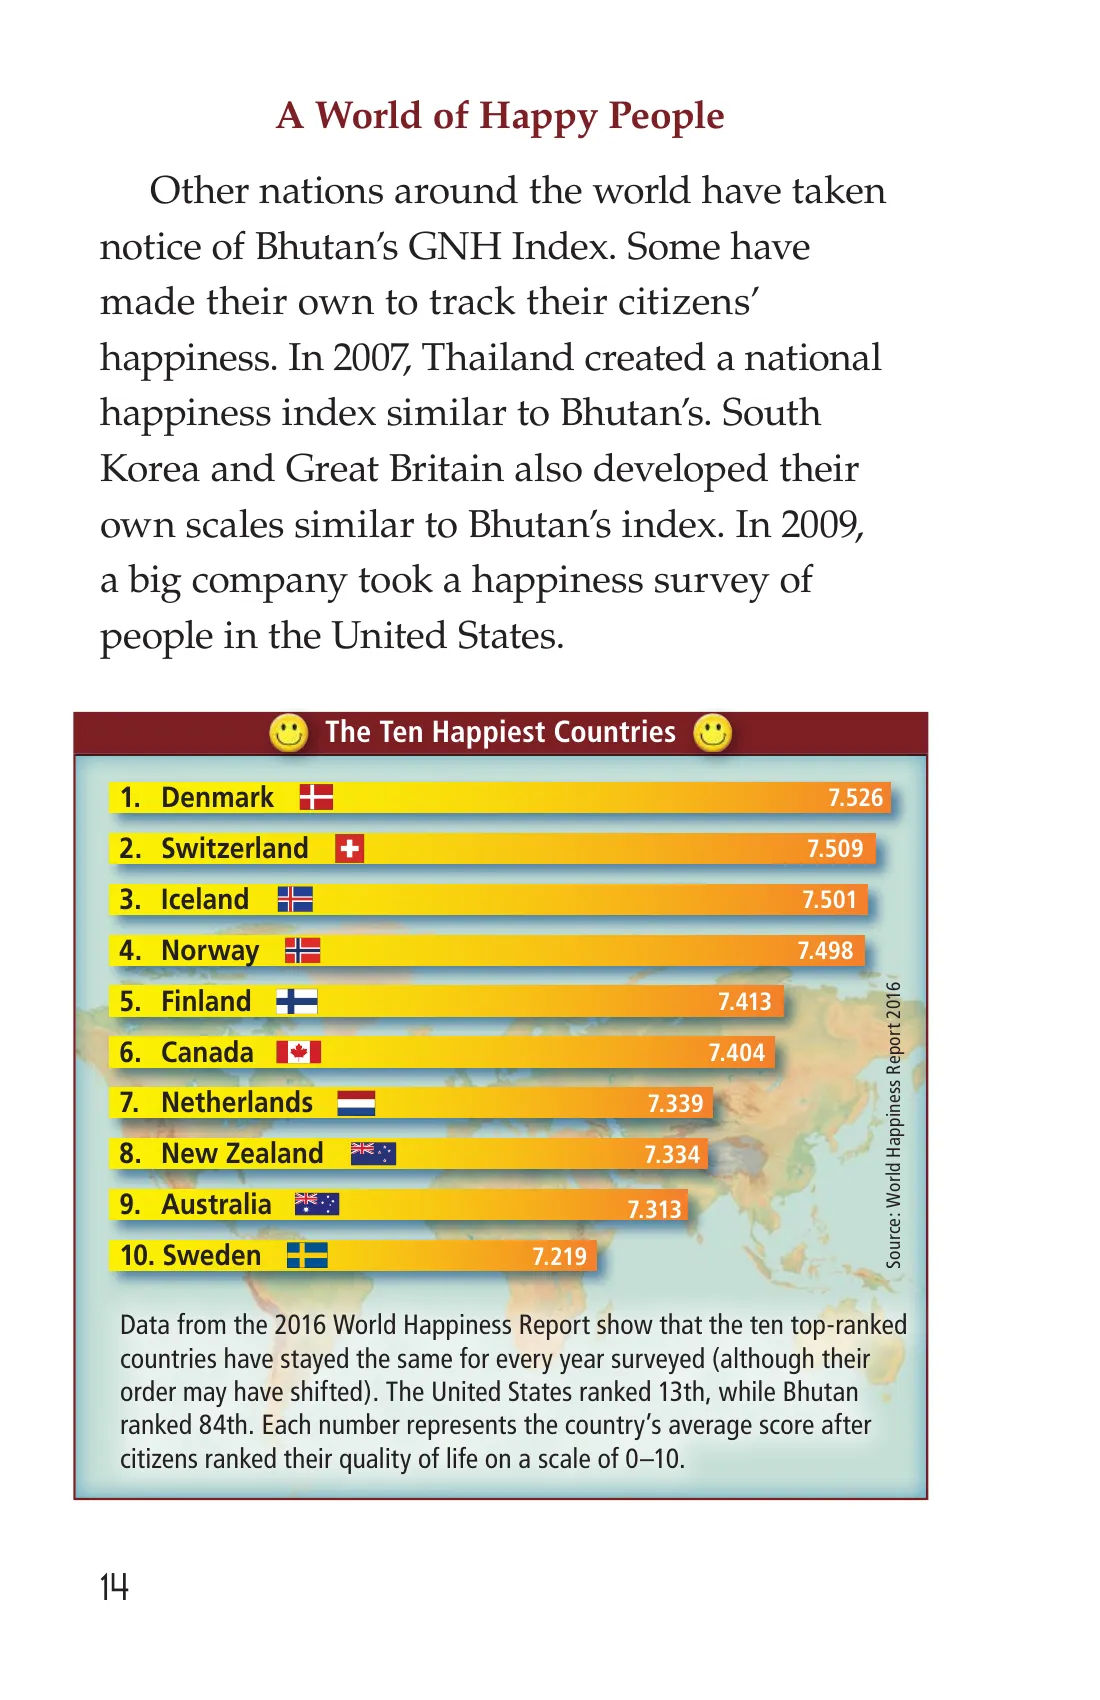 A World of Happy People
Other nations around the world have taken
notice of Bhutan’s GNH Index. Some have
made their own to track their citizens’
happiness. In 2007, Thailand created a national
happiness index similar to Bhutan’s. South
Korea and Great Britain also developed their
own scales similar to Bhutan’s index. In 2009,
a big company took a happiness survey of
people in the United States.
The Ten Happiest Countries
1. Denmark 7.526
2. Switzerland 7.509
3. Iceland 7.501
4. Norway 7.498
5. Finland 7.413
6. Canada 7.404
7. Netherlands 7.339
8. New Zealand 7.334
9. Australia 7.313
10. Sweden 7.219
Source: World Happiness Report 2016
Data from the 2016 World Happiness Report show that the ten top-ranked
countries have stayed the same for every year surveyed (although their
order may have shifted). The United States ranked 13th, while Bhutan
ranked 84th. Each number represents the country’s average score after
citizens ranked their quality of life on a scale of 0–10.
14